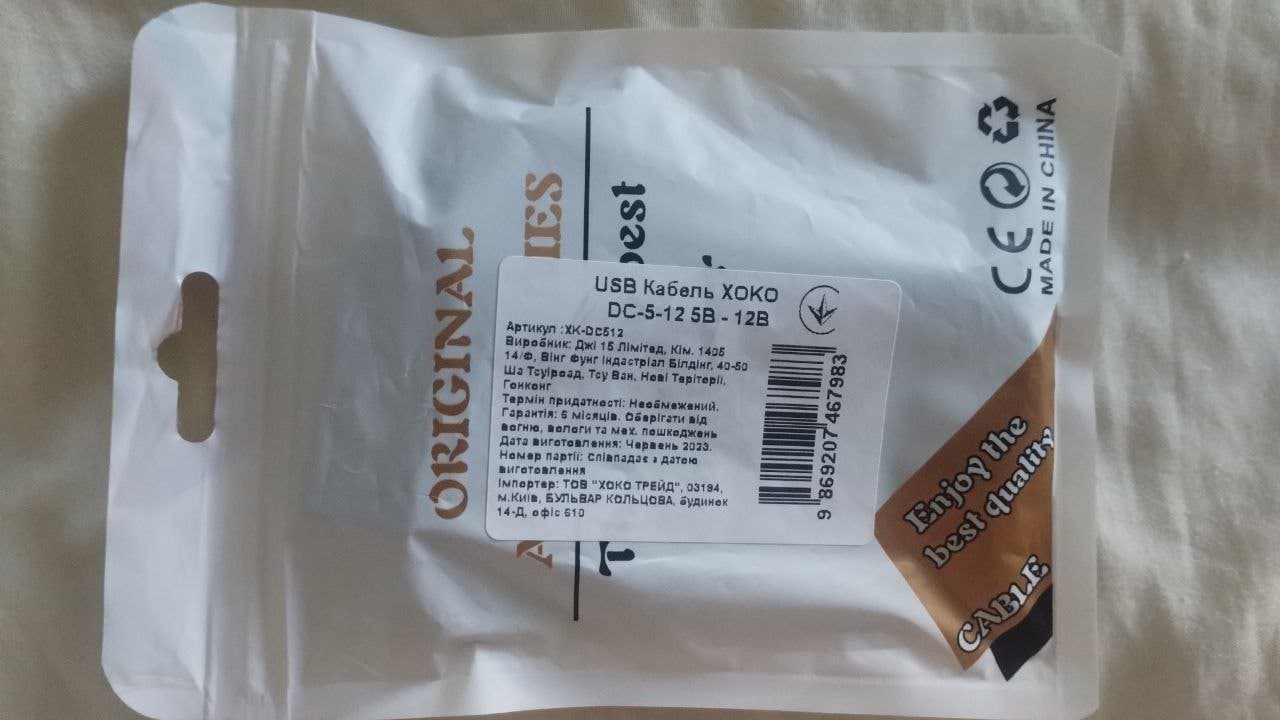 ORIGINAL
IES
best
USB Кабель XOKO
DC-5-12 5В - 12В
Артикул :XK-DC512
Виробник: Джі 15 Лімітед, Кім. 1405
14/Ф, Вінг Фунг Індастріал Білдінг, 40-50
Ша Тсуіроад, Тсу Ван, Нові Теріторії,
Гонконг
Термін придатності: Необмежений.
Гарантія: 6 місяців. Оберігати від
вогню, вологи та мех. пошкоджень
Дата виготовлення: Червень 2023.
Номер партії: Співпадає з датою
виготовлення
Імпортер: ТОВ "ХОКО ТРЕЙД", 03194,
м.Київ, БУЛЬВАР КОЛЬЦОВА, будинок
14-Д, офіс 510
9 869207 467983
CE
MADE IN CHINA
Enjoy the
best quality
CABLE